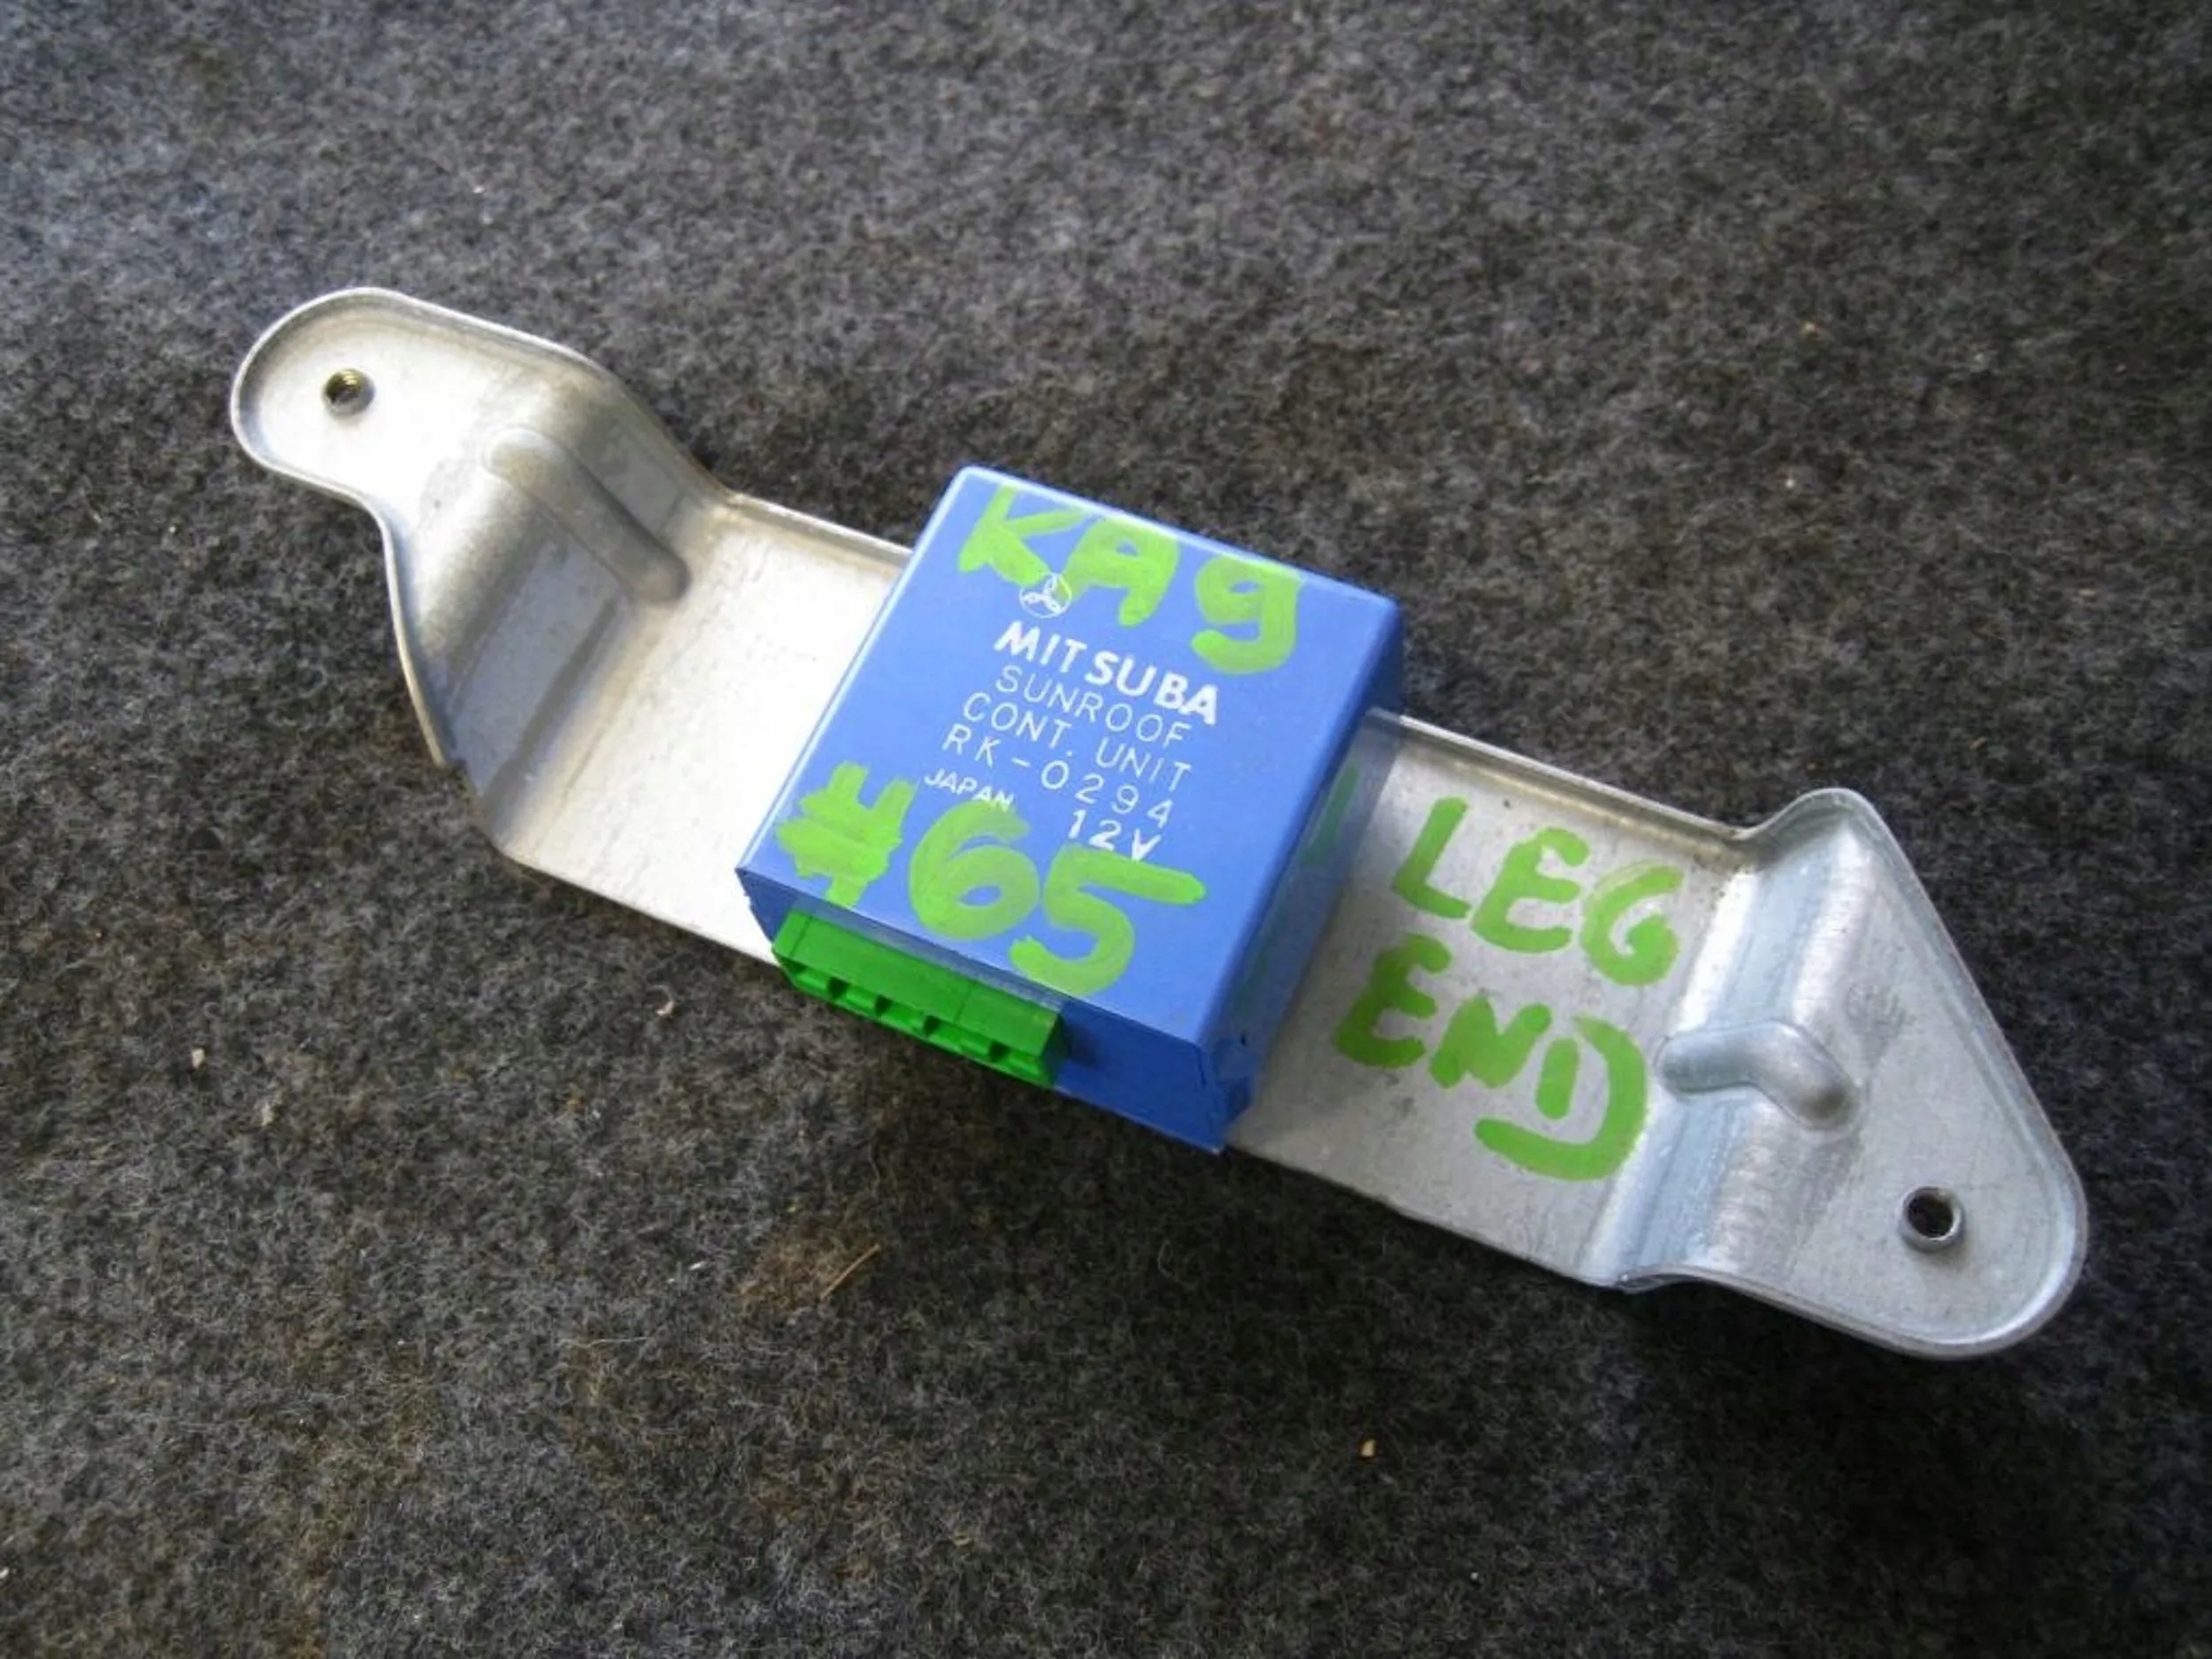 KA9
MITSUBA
SUNROOF
CONT. UNIT
RK-0294
JAPAN 12V
#65
LEG
END